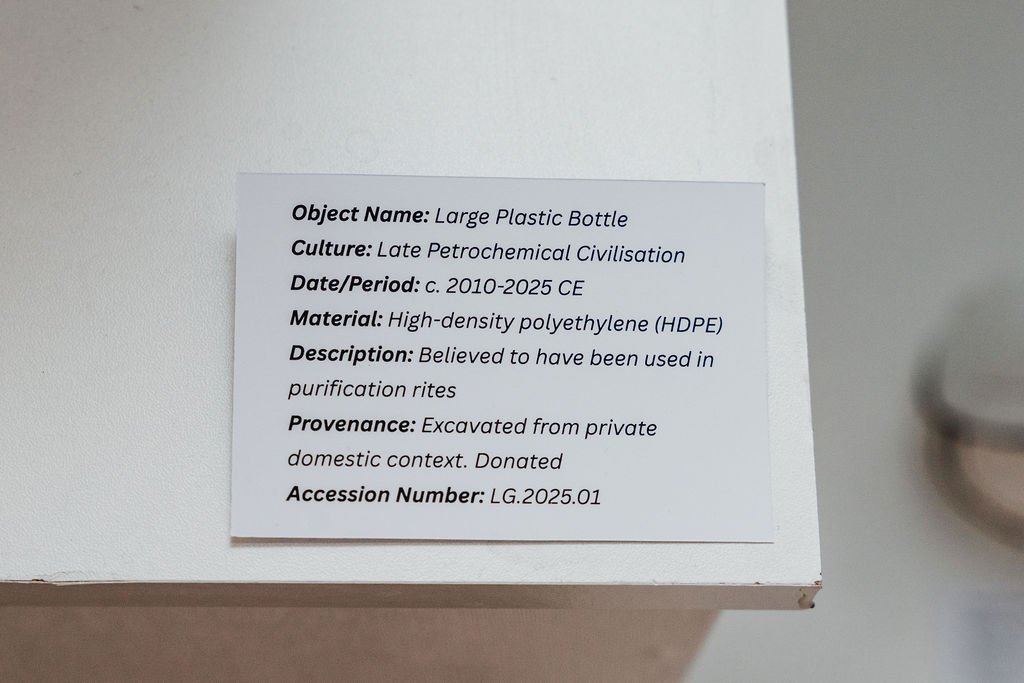 Object Name: Large Plastic Bottle
Culture: Late Petrochemical Civilisation
Date/Period: c. 2010-2025 CE
Material: High-density polyethylene (HDPE)
Description: Believed to have been used in
purification rites
Provenance: Excavated from private
domestic context. Donated
Accession Number: LG.2025.01